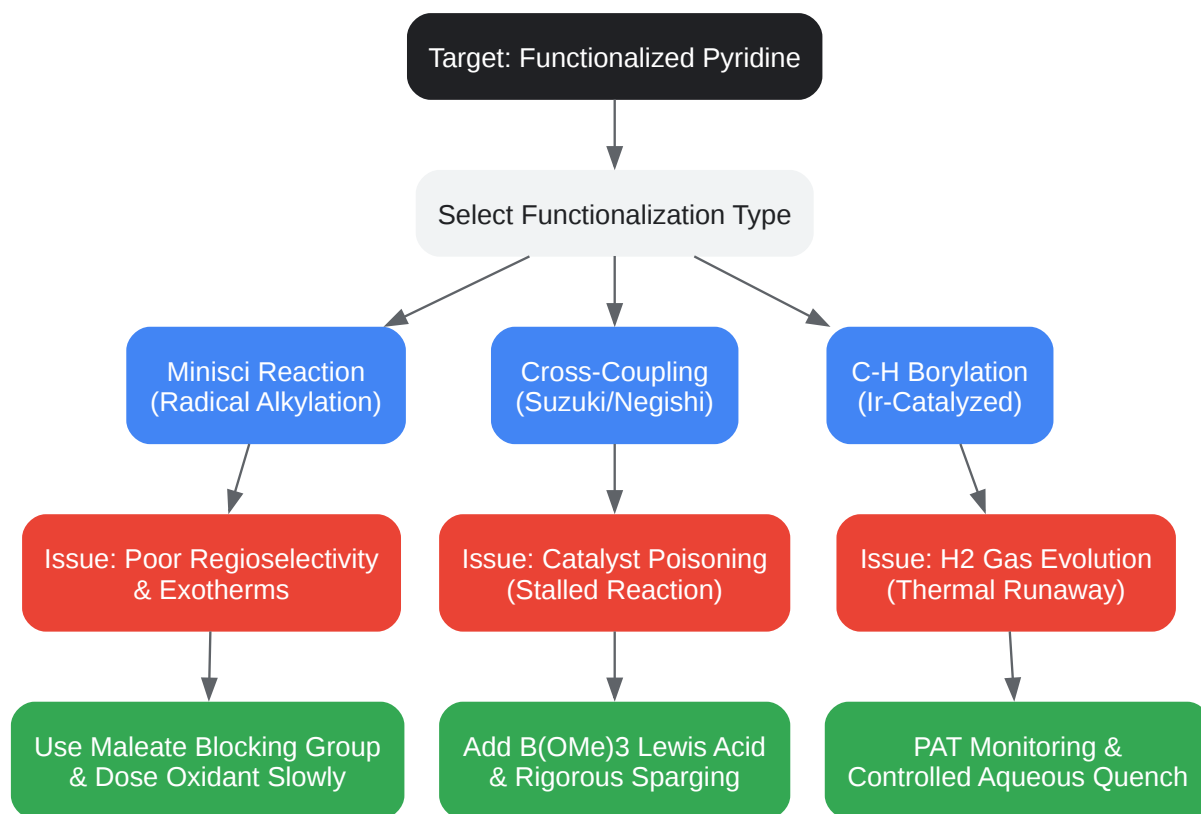 Target: Functionalized Pyridine
Select Functionalization Type
Minisci Reaction
(Radical Alkylation)
Cross-Coupling
(Suzuki/Negishi)
C-H Borylation
(Ir-Catalyzed)
Issue: Poor Regioselectivity
& Exotherms
Issue: Catalyst Poisoning
(Stalled Reaction)
Issue: H2 Gas Evolution
(Thermal Runaway)
Use Maleate Blocking Group
& Dose Oxidant Slowly
Add B(OMe)3 Lewis Acid
& Rigorous Sparging
PAT Monitoring &
Controlled Aqueous Quench